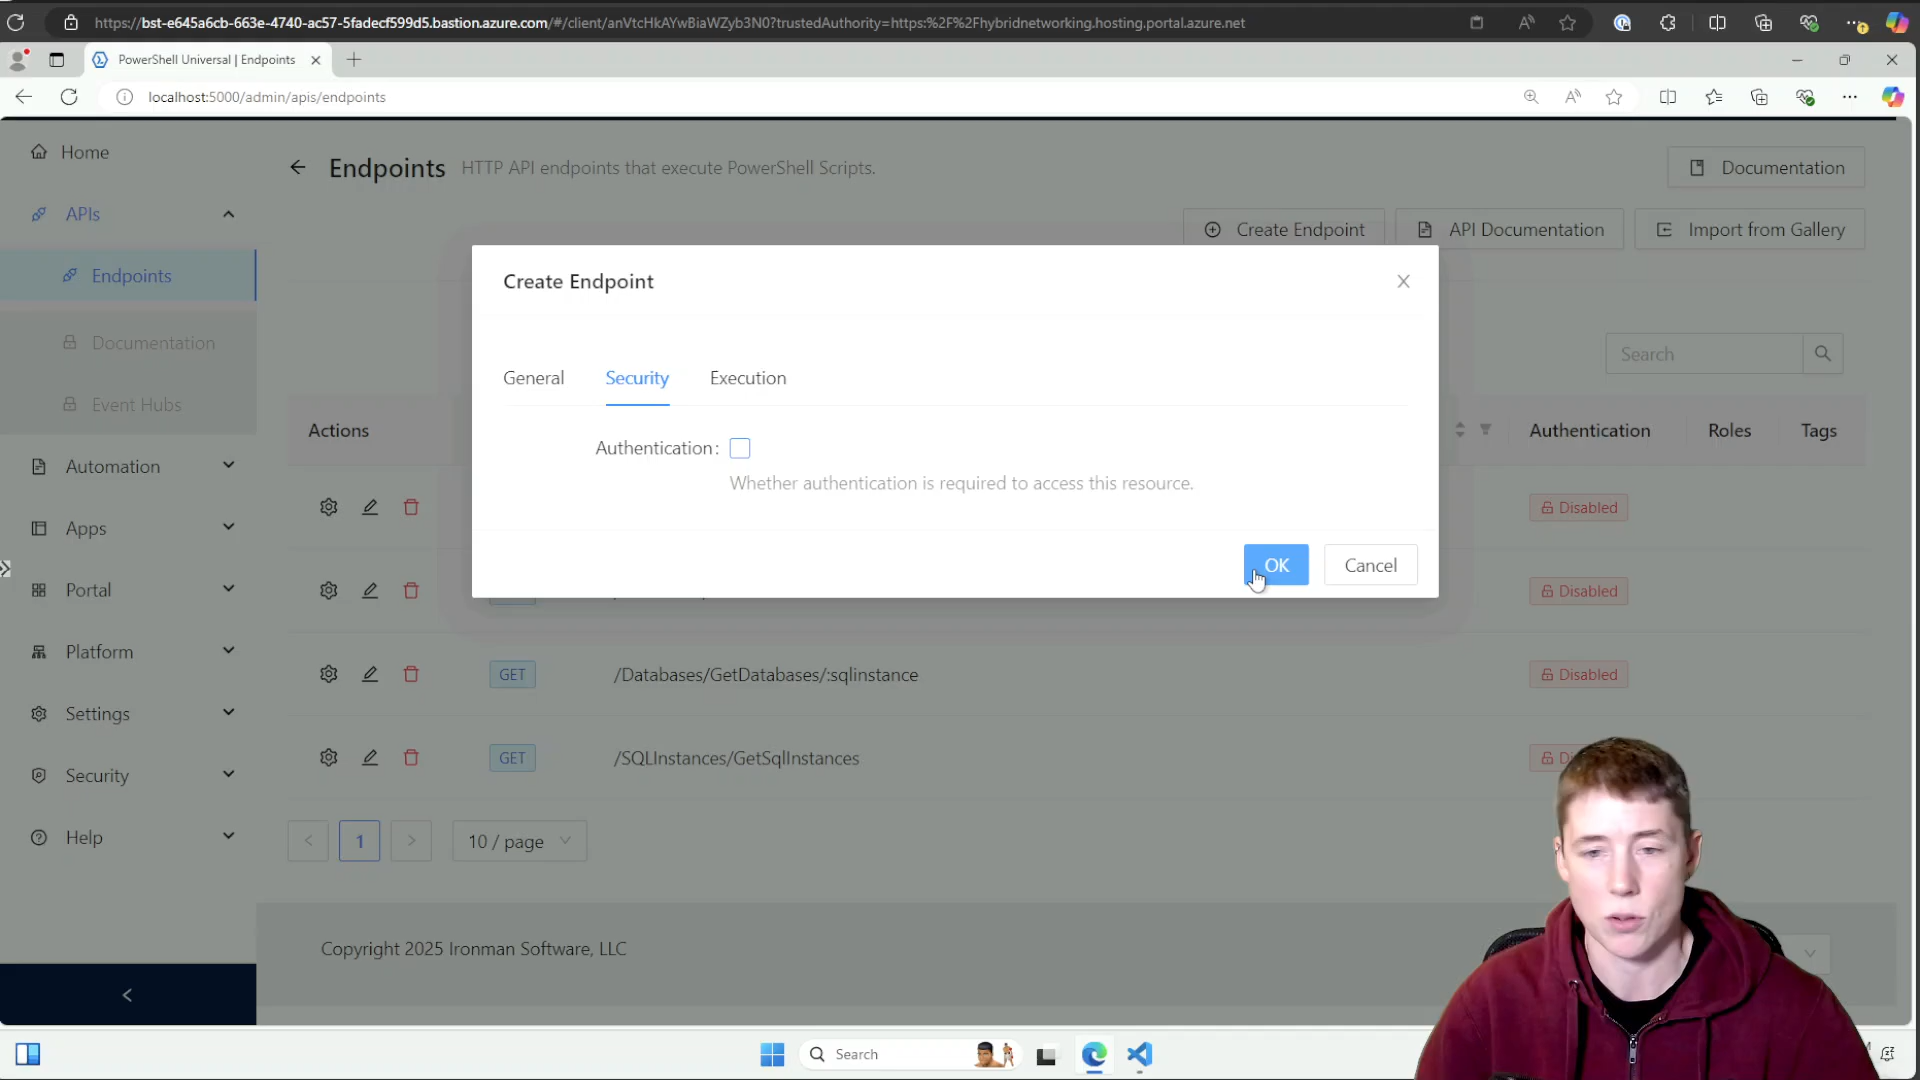 https://bst-e645a6cb-663e-4740-ac57-5fadecf599d5.bastion.azure.com/#/client/anVtcHkAYwBiaWZyb3N0?trustedAuthority=https:%2F%2Fhybridnetworking.hosting.portal.azure.net
PowerShell Universal | Endpoints
localhost:5000/admin/apis/endpoints
Home
APIs
Endpoints
Documentation
Event Hubs
Automation
Apps
Portal
Platform
Settings
Security
Help
Endpoints HTTP API endpoints that execute PowerShell Scripts.
Documentation
Create Endpoint
API Documentation
Import from Gallery
Search
Create Endpoint
General
Security
Execution
Authentication:
Whether authentication is required to access this resource.
OK
Cancel
Actions
Authentication
Roles
Tags
Disabled
Disabled
GET
/Databases/GetDatabases/:sqlinstance
Disabled
GET
/SQLInstances/GetSqlInstances
1
10 / page
Copyright 2025 Ironman Software, LLC
Search